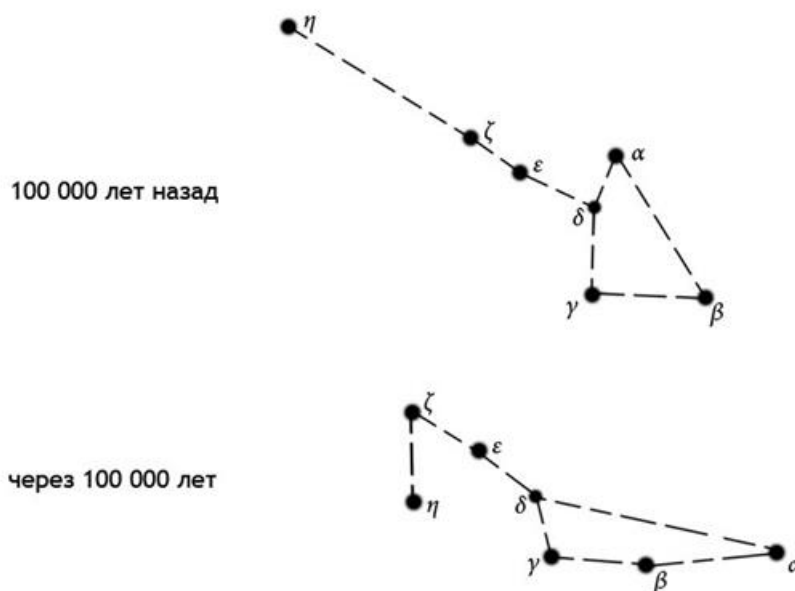 η
ζ
ε
α
100 000 лет назад
δ
γ
β
ζ
ε
через 100 000 лет
η
δ
γ
β
α